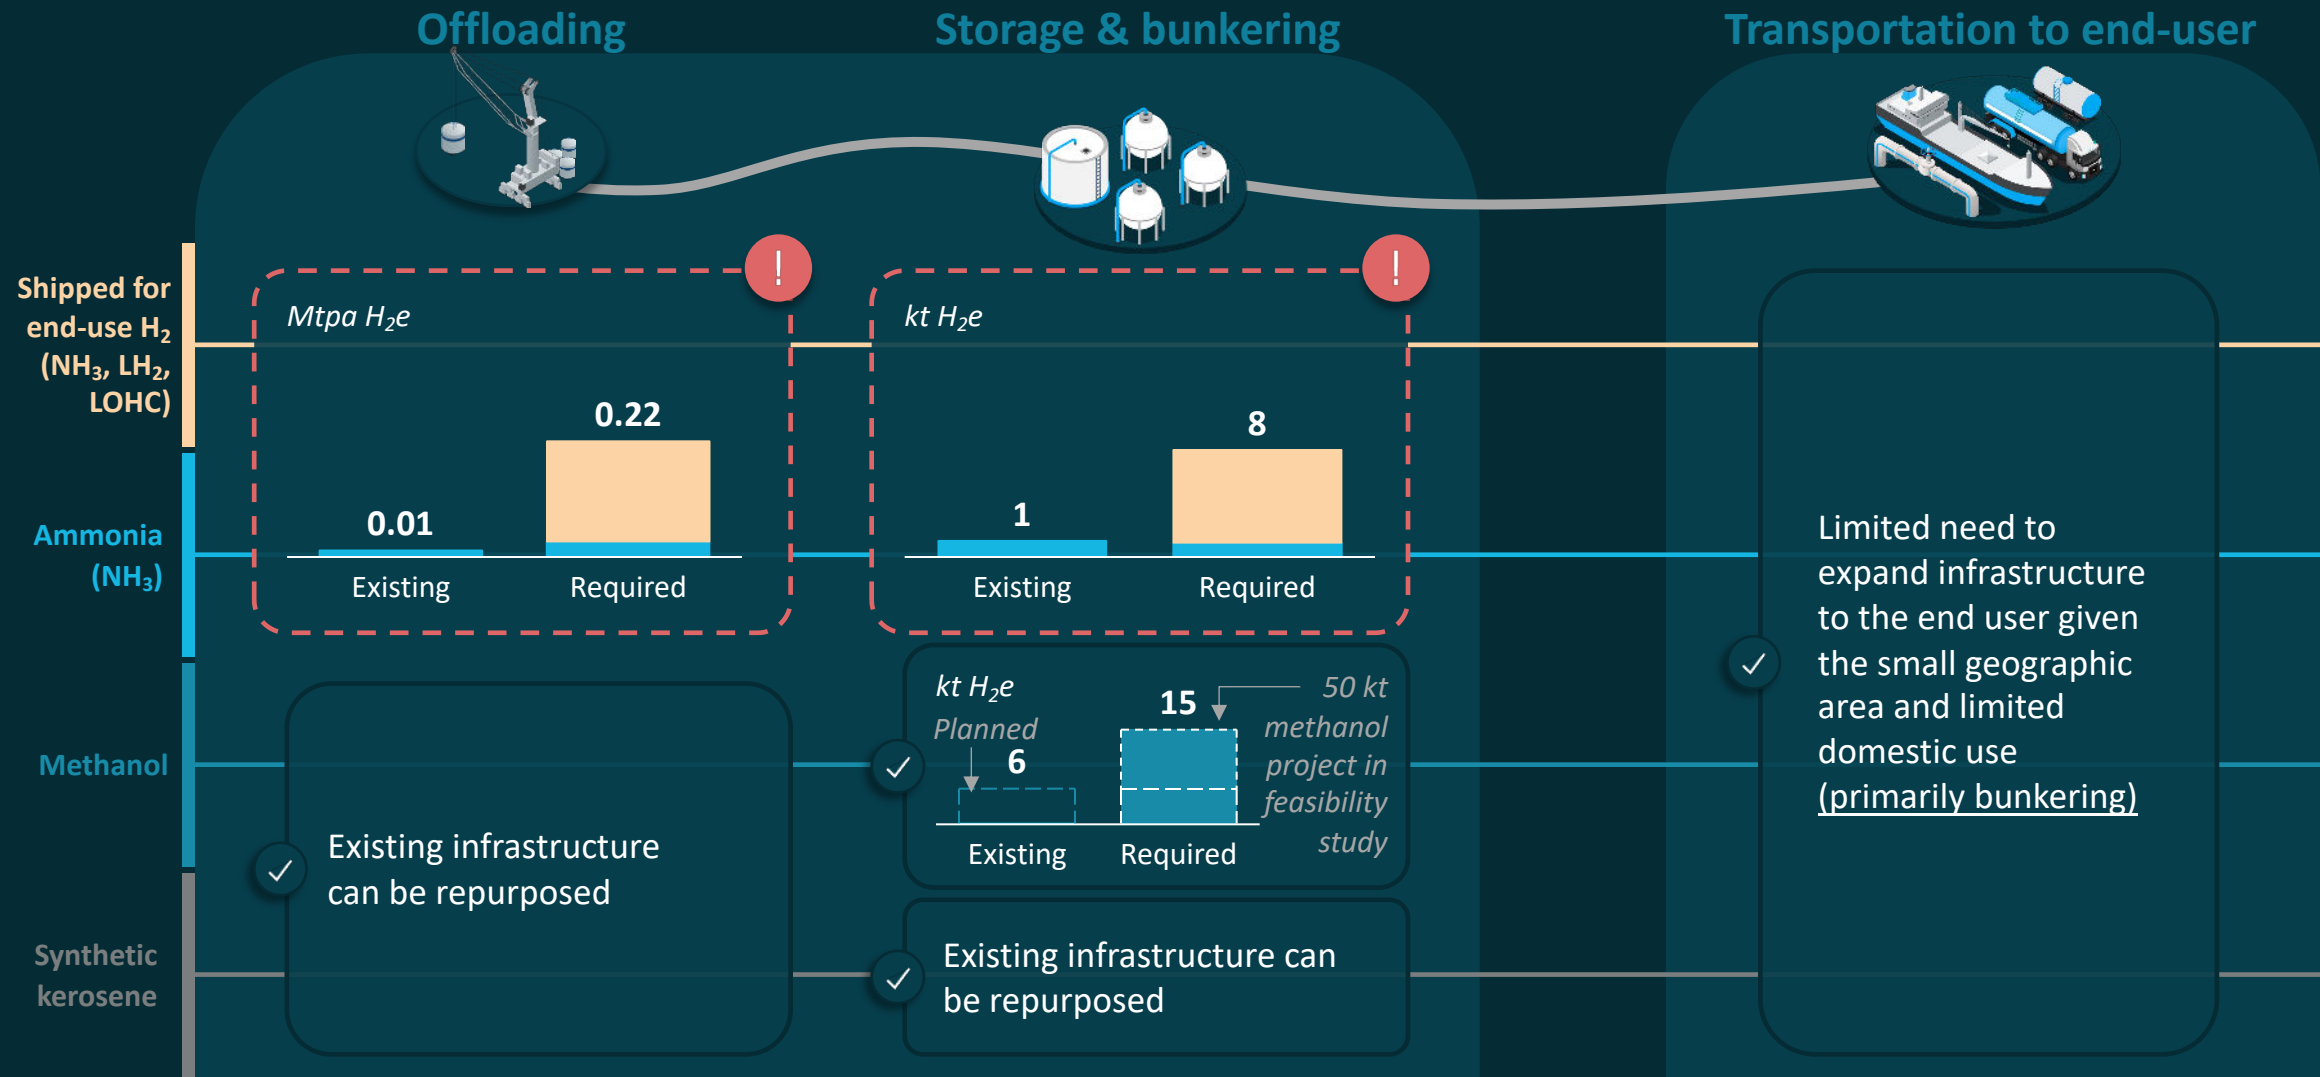 Offloading
Storage & bunkering
Transportation to end-user
Shipped for
end-use H₂
(NH₃, LH₂,
LOHC)
!
Mtpa H₂e
0.01
0.22
Existing
Required
!
kt H₂e
1
8
Existing
Required
Ammonia
(NH₃)
Methanol
Synthetic
kerosene
Existing infrastructure
can be repurposed
kt H₂e
Planned
6
15
50 kt
methanol
project in
feasibility
study
Existing
Required
Existing infrastructure can
be repurposed
Limited need to
expand infrastructure
to the end user given
the small geographic
area and limited
domestic use
(primarily bunkering)